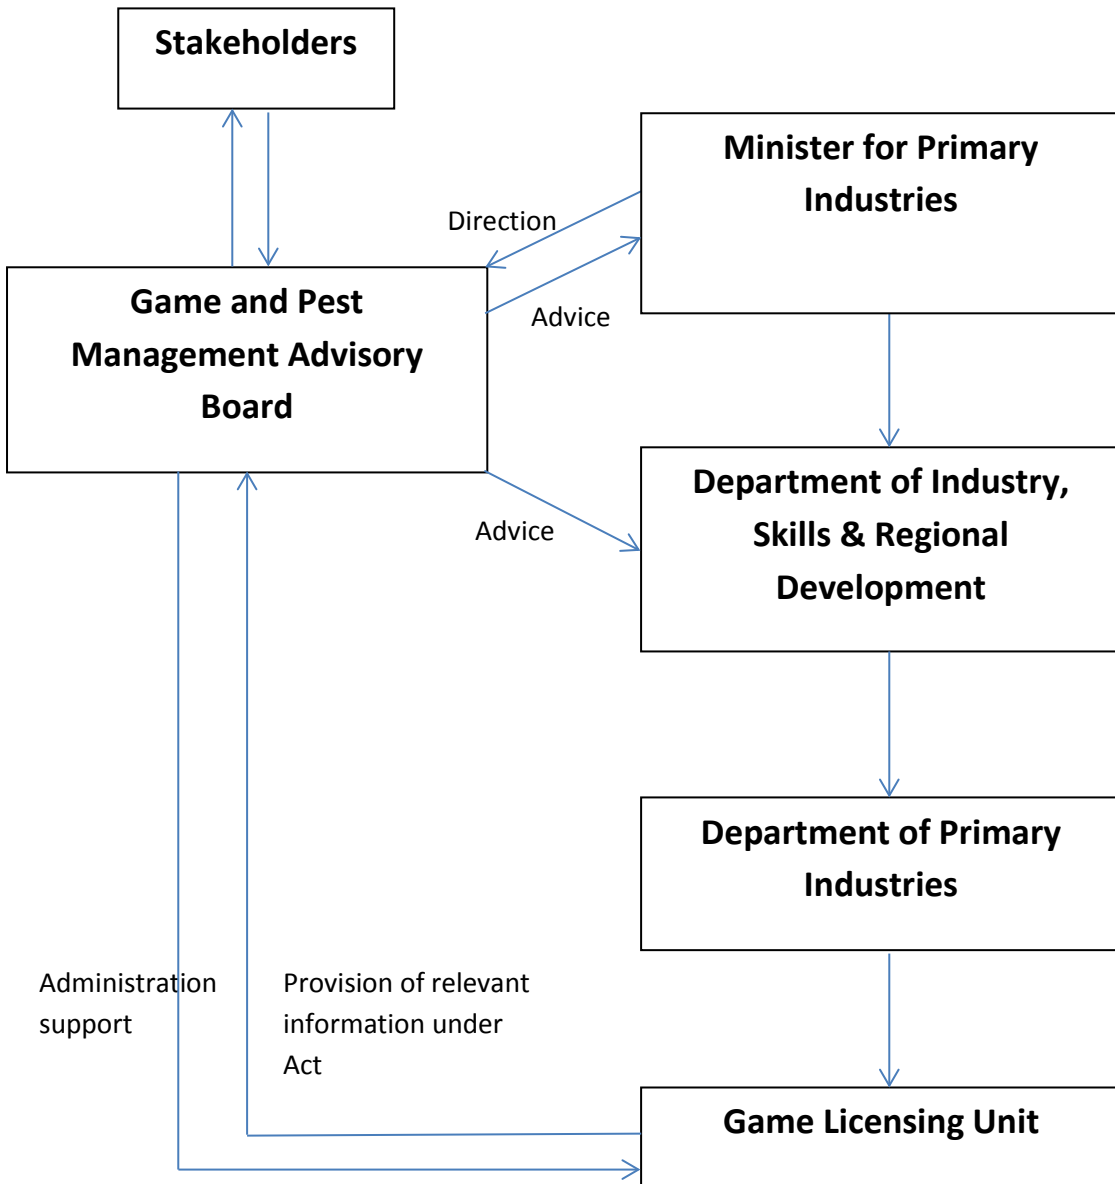 Stakeholders
Minister for Primary
Industries
Direction
Game and Pest
Management Advisory
Board
Advice
Department of Industry,
Skills & Regional
Development
Advice
Department of Primary
Industries
Administration
support
Provision of relevant
information under
Act
Game Licensing Unit